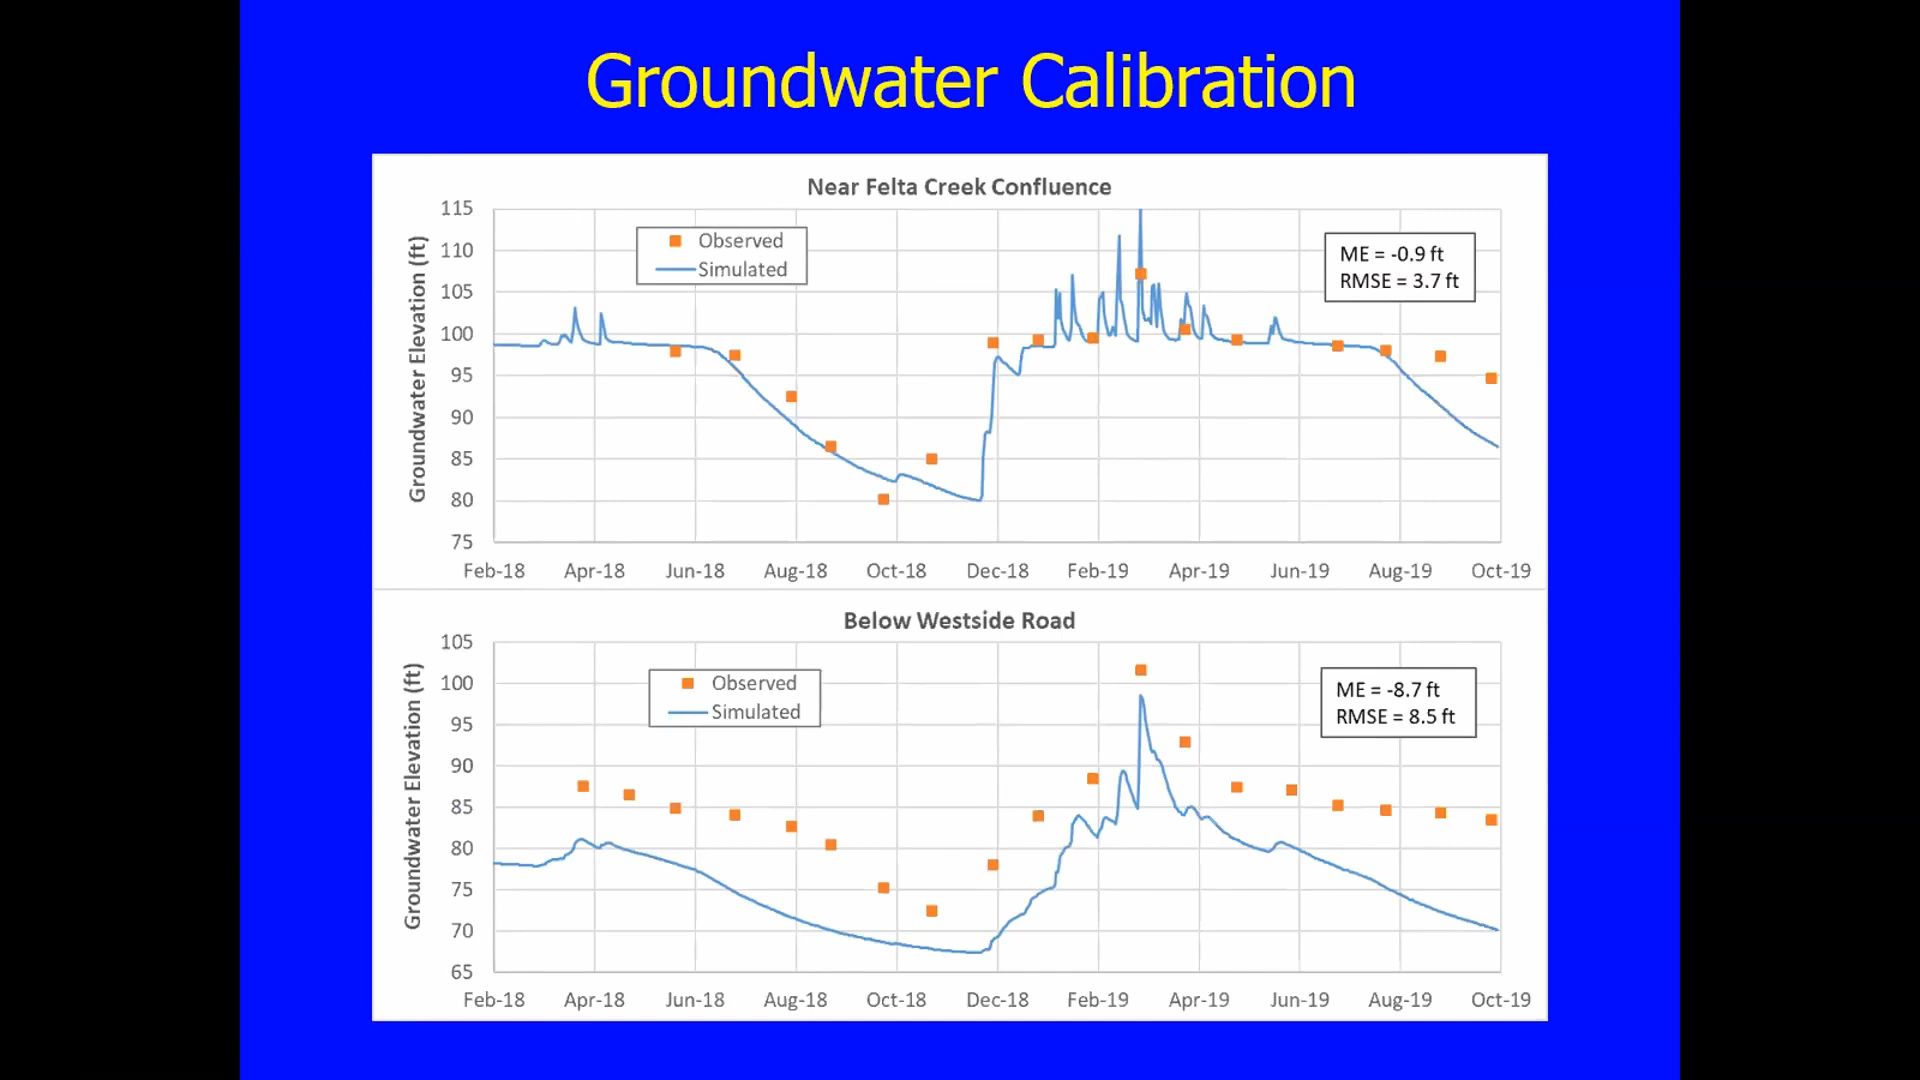 Groundwater Calibration
Near Felta Creek Confluence
Groundwater Elevation (ft)
115
110
105
100
95
90
85
80
75
Observed
Simulated
ME = -0.9 ft
RMSE = 3.7 ft
Feb-18 Apr-18 Jun-18 Aug-18 Oct-18 Dec-18 Feb-19 Apr-19 Jun-19 Aug-19 Oct-19
Below Westside Road
Groundwater Elevation (ft)
105
100
95
90
85
80
75
70
65
Observed
Simulated
ME = -8.7 ft
RMSE = 8.5 ft
Feb-18 Apr-18 Jun-18 Aug-18 Oct-18 Dec-18 Feb-19 Apr-19 Jun-19 Aug-19 Oct-19